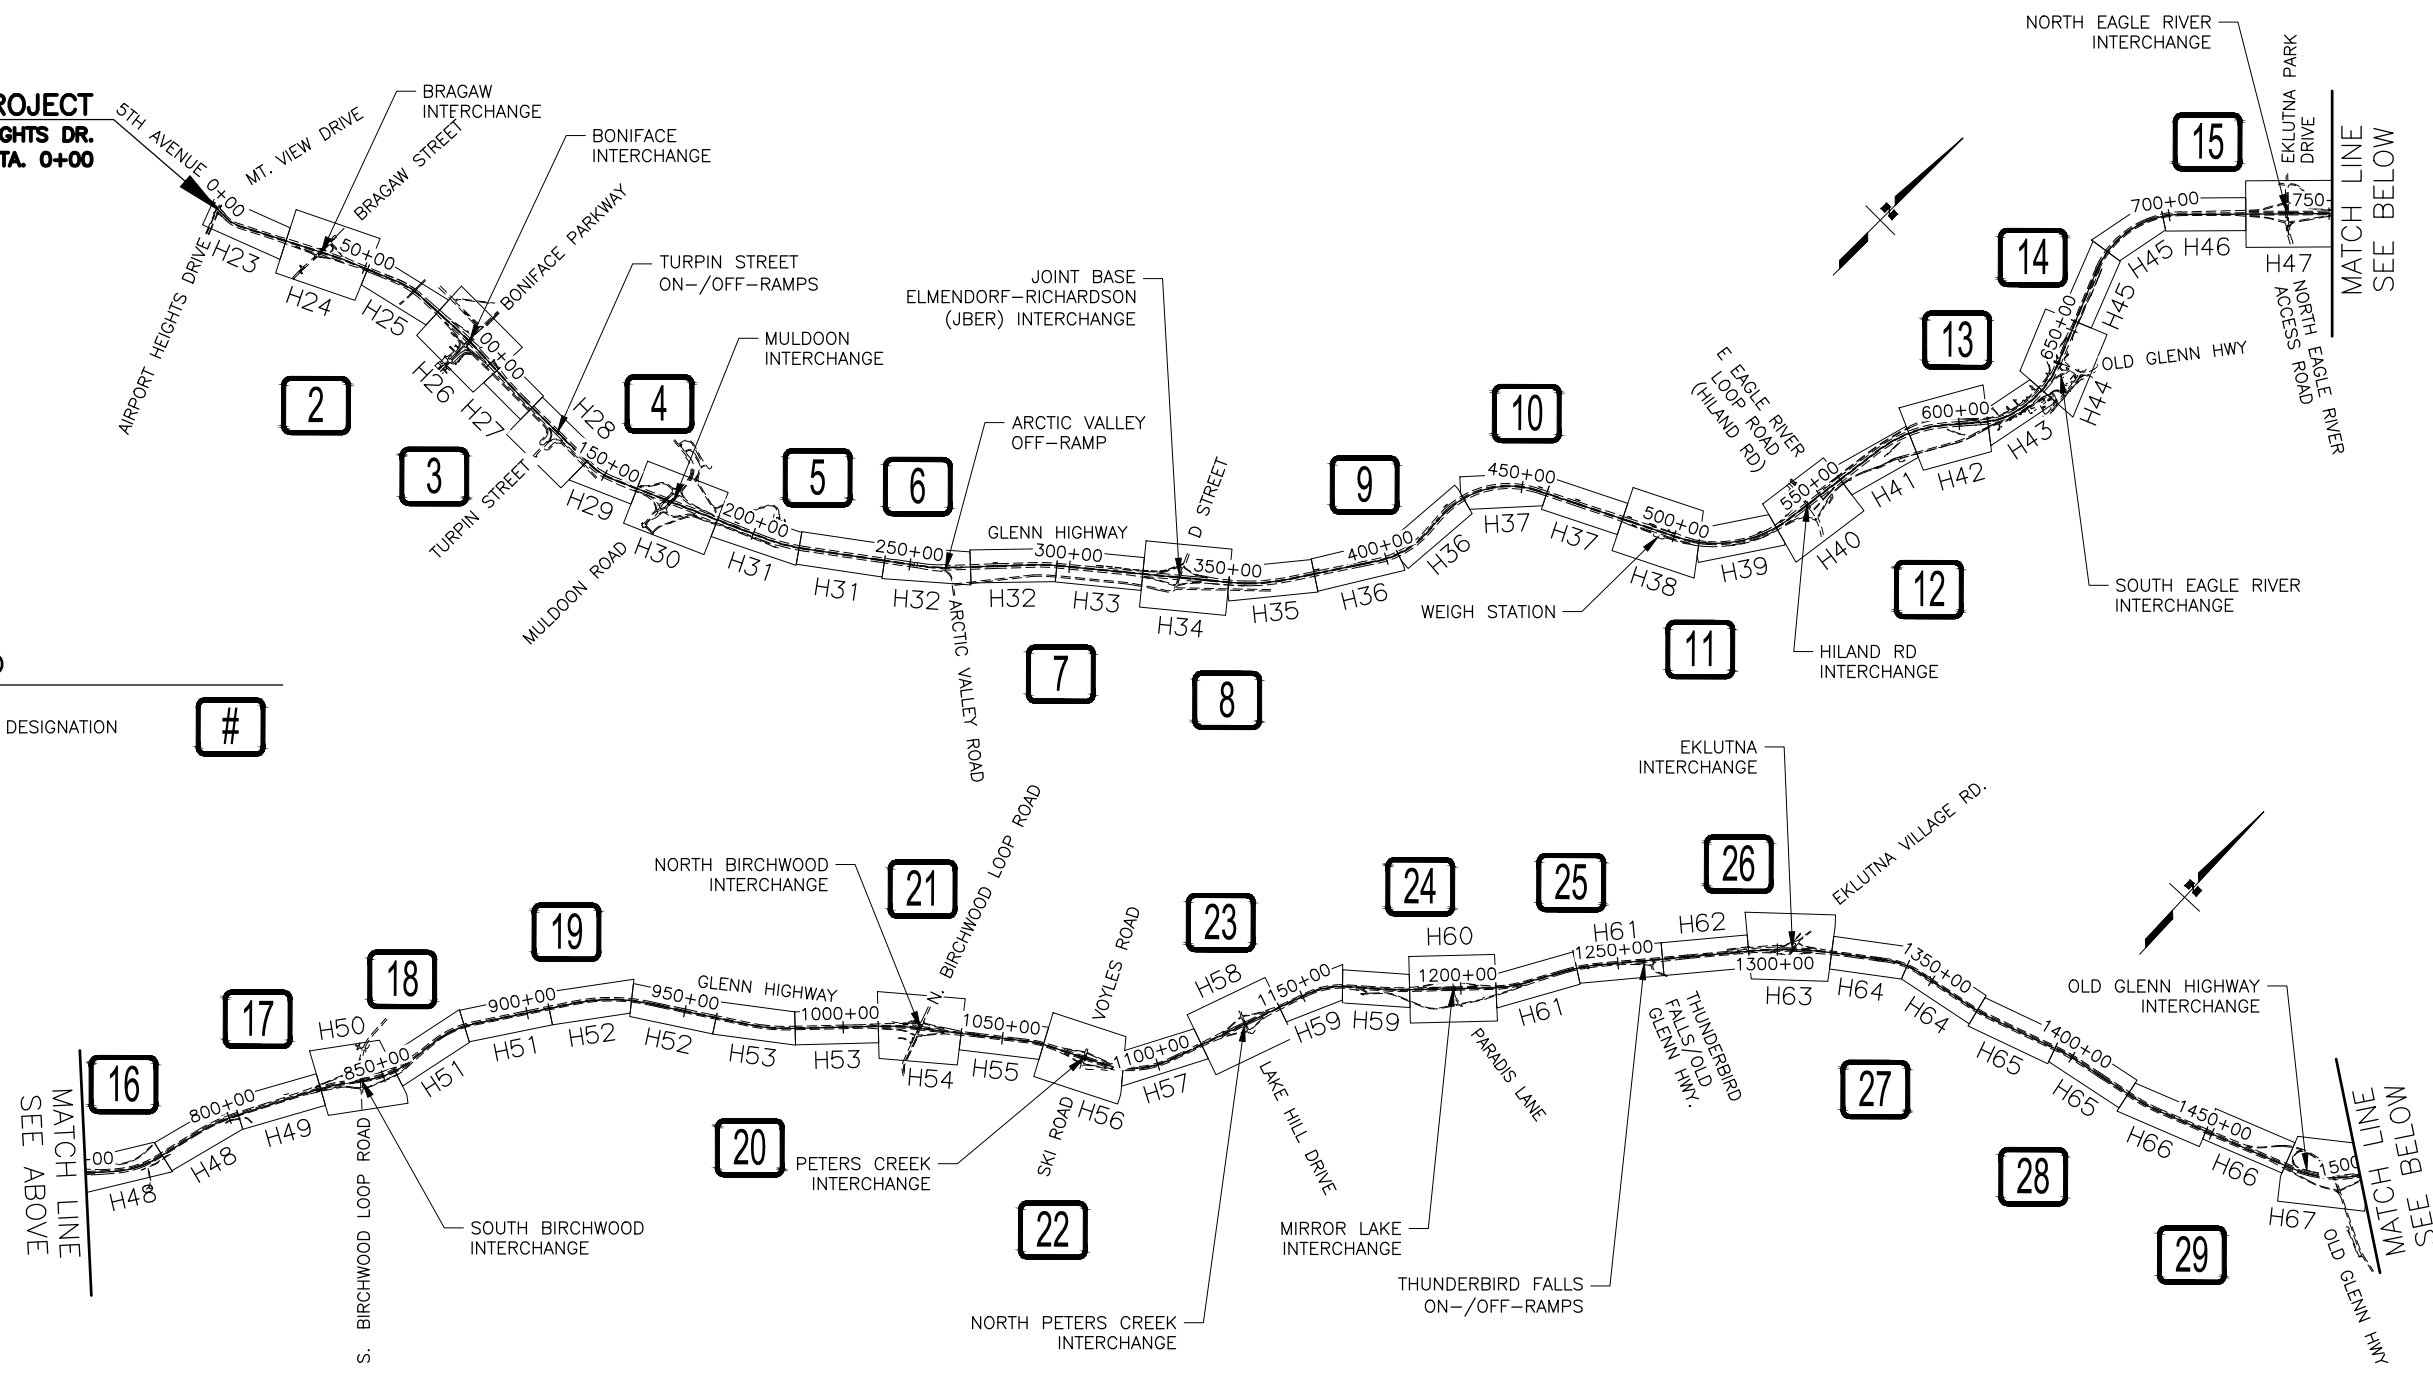 ROJECT
GHTS DR.
TA. 0+00
5TH AVENUE
0+00
MT. VIEW DRIVE
BRAGAW
INTERCHANGE
BRAGAW STREET
BONIFACE
INTERCHANGE
BONIFACE PARKWAY
AIRPORT HEIGHTS DRIVE
H23
H24
50+00
H25
H26
00+00
H27
TURPIN STREET
ON-/OFF-RAMPS
H28
TURPIN STREET
150+00
H29
MULDOON
INTERCHANGE
H30
MULDOON ROAD
200+00
H31
H31
250+00
H32
ARCTIC VALLEY
OFF-RAMP
ARCTIC VALLEY ROAD
GLENN HIGHWAY
300+00
H32
H33
JOINT BASE
ELMENDORF-RICHARDSON
(JBER) INTERCHANGE
D STREET
350+00
H34
H35
400+00
H36
H36
450+00
H37
H37
500+00
H38
WEIGH STATION
H39
E EAGLE RIVER
LOOP ROAD
(HILAND RD)
550+00
H40
HILAND RD
INTERCHANGE
H41
600+00
H42
H43
SOUTH EAGLE RIVER
INTERCHANGE
650+00
H44
OLD GLENN HWY
H45
H45
700+00
H46
NORTH EAGLE RIVER
INTERCHANGE
EKLUTNA PARK
DRIVE
750
H47
NORTH EAGLE RIVER
ACCESS ROAD
MATCH LINE
SEE BELOW
2
3
4
5
6
7
8
9
10
11
12
13
14
15
DESIGNATION
#
MATCH LINE
SEE ABOVE
16
-00
H48
800+00
H48
17
H49
18
H50
850+00
S. BIRCHWOOD LOOP ROAD
SOUTH BIRCHWOOD
INTERCHANGE
H51
19
900+00
H51
H52
950+00
H52
GLENN HIGHWAY
H53
1000+00
H53
NORTH BIRCHWOOD
INTERCHANGE
21
N. BIRCHWOOD LOOP ROAD
H54
1050+00
H55
20
PETERS CREEK
INTERCHANGE
VOYLES ROAD
SKI ROAD
H56
22
1100+00
H57
23
H58
1150+00
LAKE HILL DRIVE
NORTH PETERS CREEK
INTERCHANGE
H59
H59
24
H60
1200+00
PARADIS LANE
MIRROR LAKE
INTERCHANGE
H61
25
1250+00
H61
THUNDERBIRD
FALLS/OLD
GLENN HWY.
THUNDERBIRD FALLS
ON-/OFF-RAMPS
H62
26
EKLUTNA
INTERCHANGE
EKLUTNA VILLAGE RD.
1300+00
H63
H64
27
1350+00
H64
H65
1400+00
H65
28
H66
1450+00
H66
29
OLD GLENN HIGHWAY
INTERCHANGE
1500
H67
OLD GLENN HWY
MATCH LINE
SEE BELOW